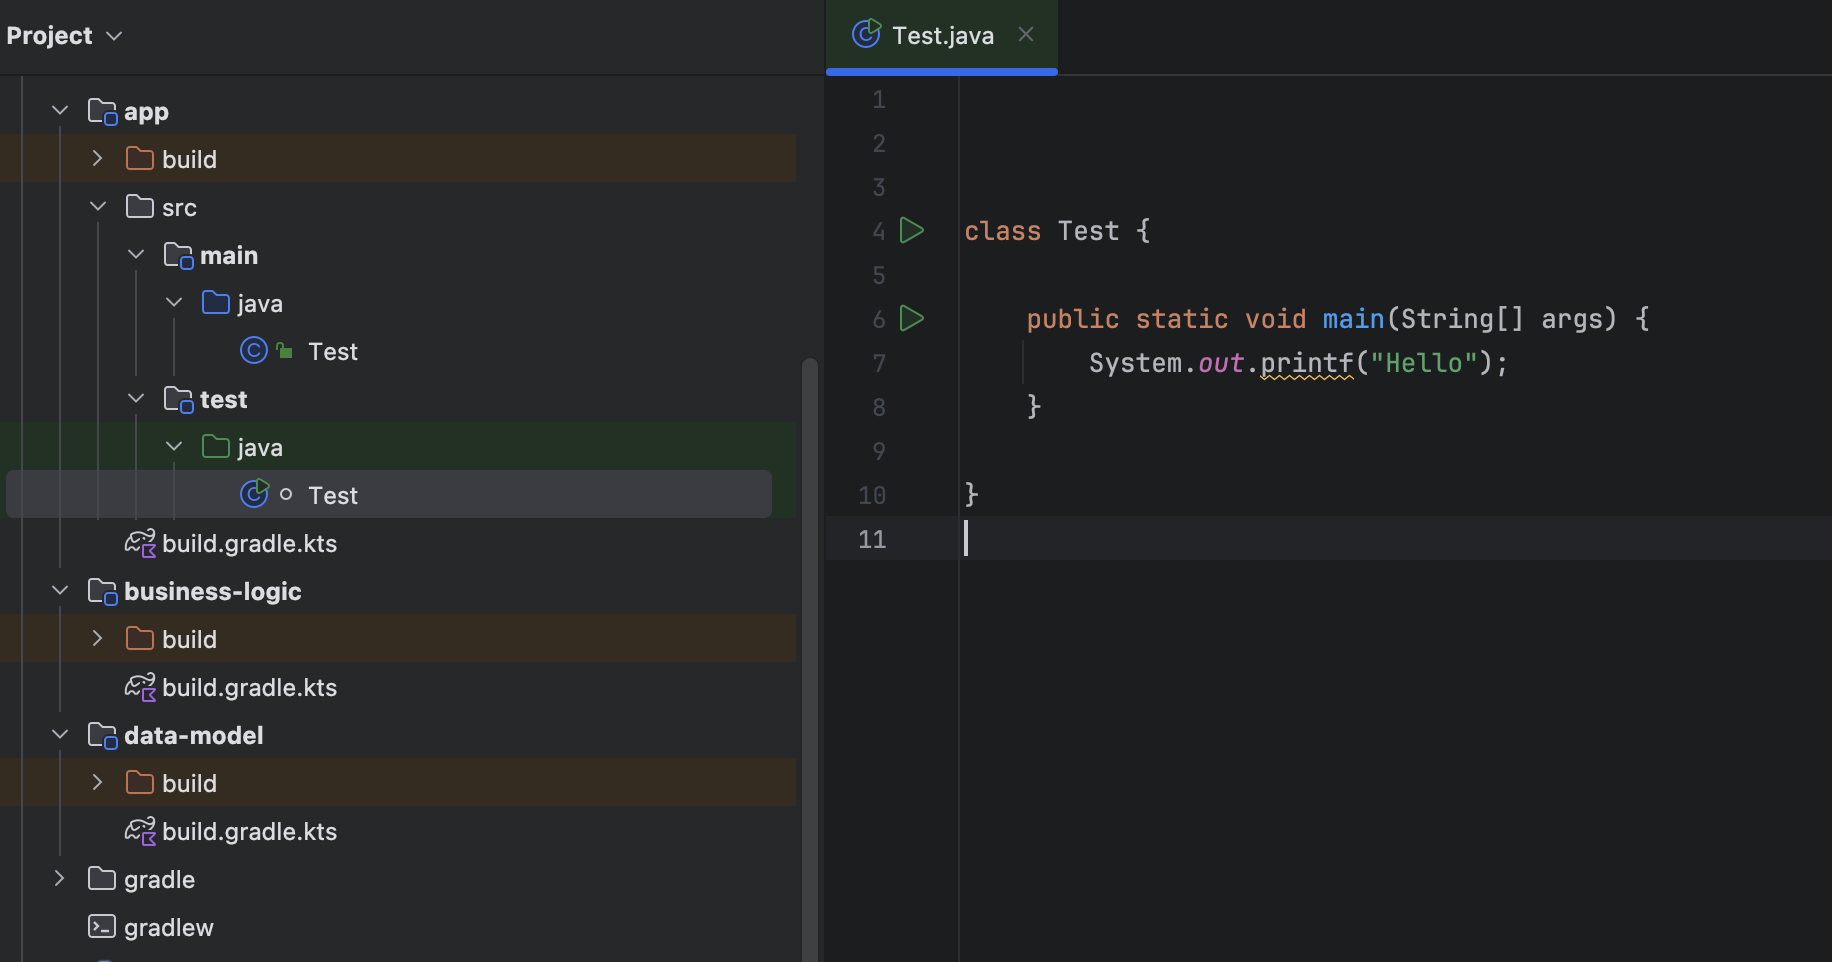 Project
app
build
src
main
java
Test
test
java
Test
build.gradle.kts
business-logic
build
build.gradle.kts
data-model
build
build.gradle.kts
gradle
gradlew
Test.java
1
2
3
4 class Test {
5
6 public static void main(String[] args) {
7 System.out.printf("Hello");
8 }
9
10 }
11